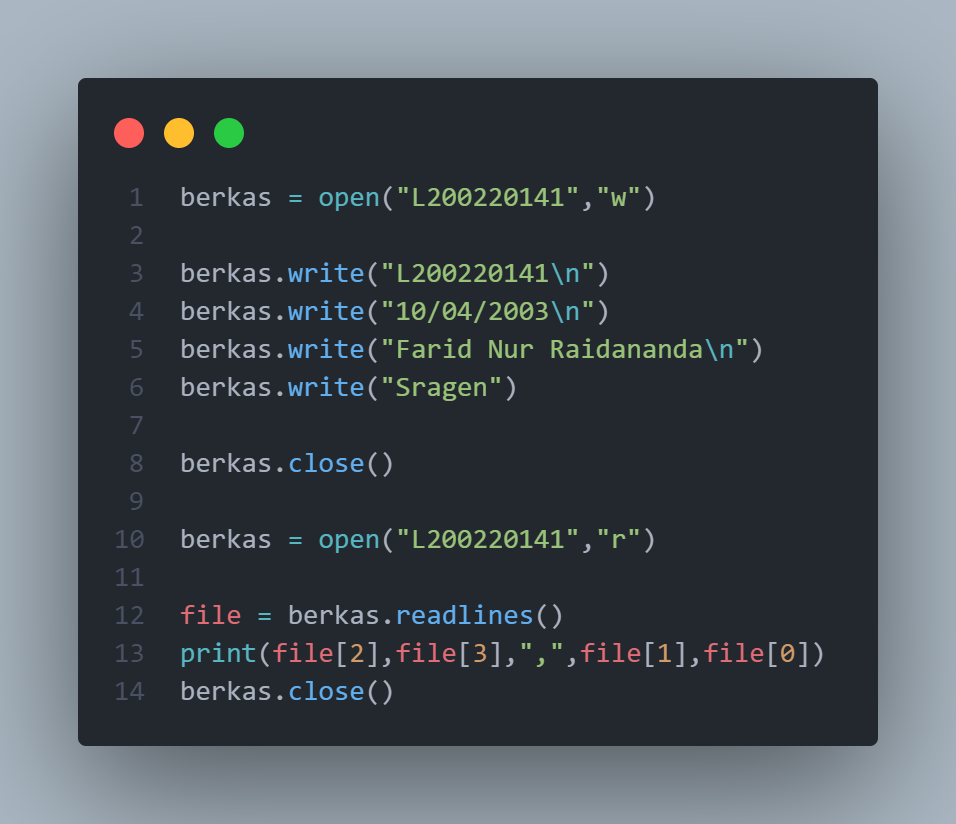 1 berkas = open("L200220141","w")
2
3 berkas.write("L200220141\n")
4 berkas.write("10/04/2003\n")
5 berkas.write("Farid Nur Raidananda\n")
6 berkas.write("Sragen")
7
8 berkas.close()
9
10 berkas = open("L200220141","r")
11
12 file = berkas.readlines()
13 print(file[2],file[3],",",file[1],file[0])
14 berkas.close()